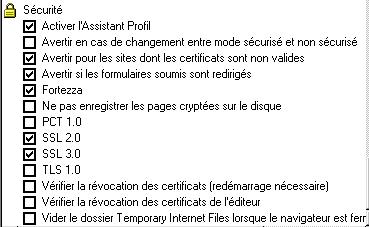 Sécurité
Activer l'Assistant Profil
Avertir en cas de changement entre mode sécurisé et non sécurisé
Avertir pour les sites dont les certificats sont non valides
Avertir si les formulaires soumis sont redirigés
Fortezza
Ne pas enregistrer les pages cryptées sur le disque
PCT 1.0
SSL 2.0
SSL 3.0
TLS 1.0
Vérifier la révocation des certificats (redémarrage nécessaire)
Vérifier la révocation des certificats de l'éditeur
Vider le dossier Temporary Internet Files lorsque le navigateur est ferr